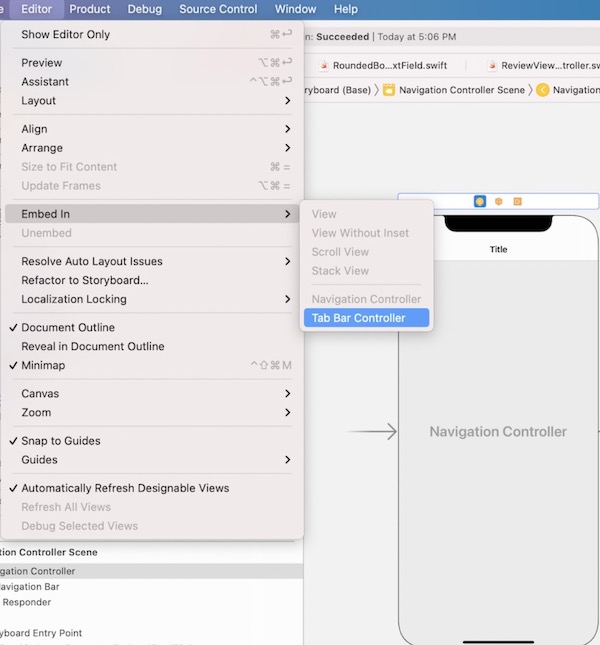 Editor Product Debug Source Control Window Help
Show Editor Only ⌘↩
Preview ⌥⌘↩
Assistant ^⌥⌘↩
Layout
Align
Arrange
Size to Fit Content ⌘ =
Update Frames ⌥⌘ =
Embed In
Unembed
Resolve Auto Layout Issues
Refactor to Storyboard...
Localization Locking
✓ Document Outline
Reveal in Document Outline
✓ Minimap ^⇧⌘M
Canvas
Zoom
✓ Snap to Guides
Guides
✓ Automatically Refresh Designable Views
Refresh All Views
Debug Selected Views
View
View Without Inset
Scroll View
Stack View
Navigation Controller
Tab Bar Controller
Succeeded | Today at 5:06 PM
RoundedBo...xtField.swift ReviewView...troller.sw
ryboard (Base) Navigation Controller Scene Navigation
Title
Navigation Controller
tion Controller Scene
gation Controller
lavigation Bar
Responder
yboard Entry Point